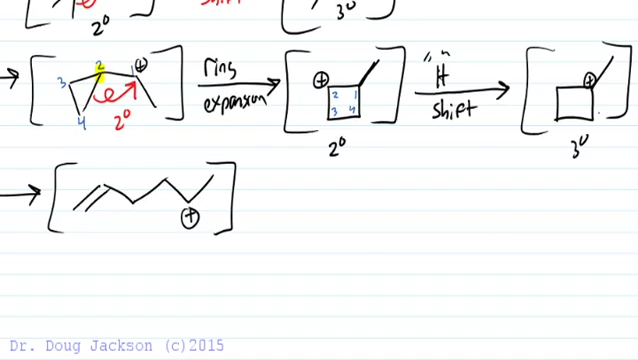 shift
2°
3°
2 1 ⊕
3
4
2°
ring
expansion
⊕
2 1
3 4
2°
"H"
shift
⊕
3°
⊕
Dr. Doug Jackson (c)2015